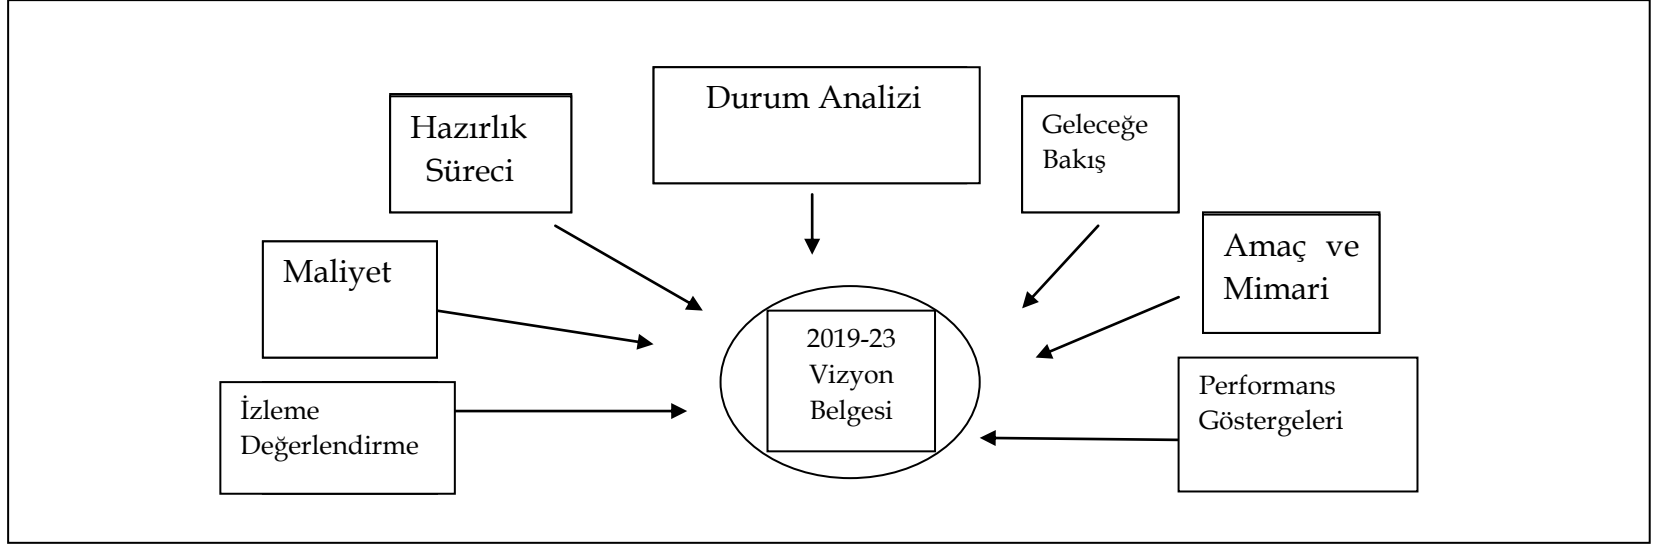 Durum Analizi
Hazırlık
Süreci
Geleceğe
Bakış
Maliyet
Amaç ve
Mimari
2019-23
Vizyon
Belgesi
İzleme
Değerlendirme
Performans
Göstergeleri